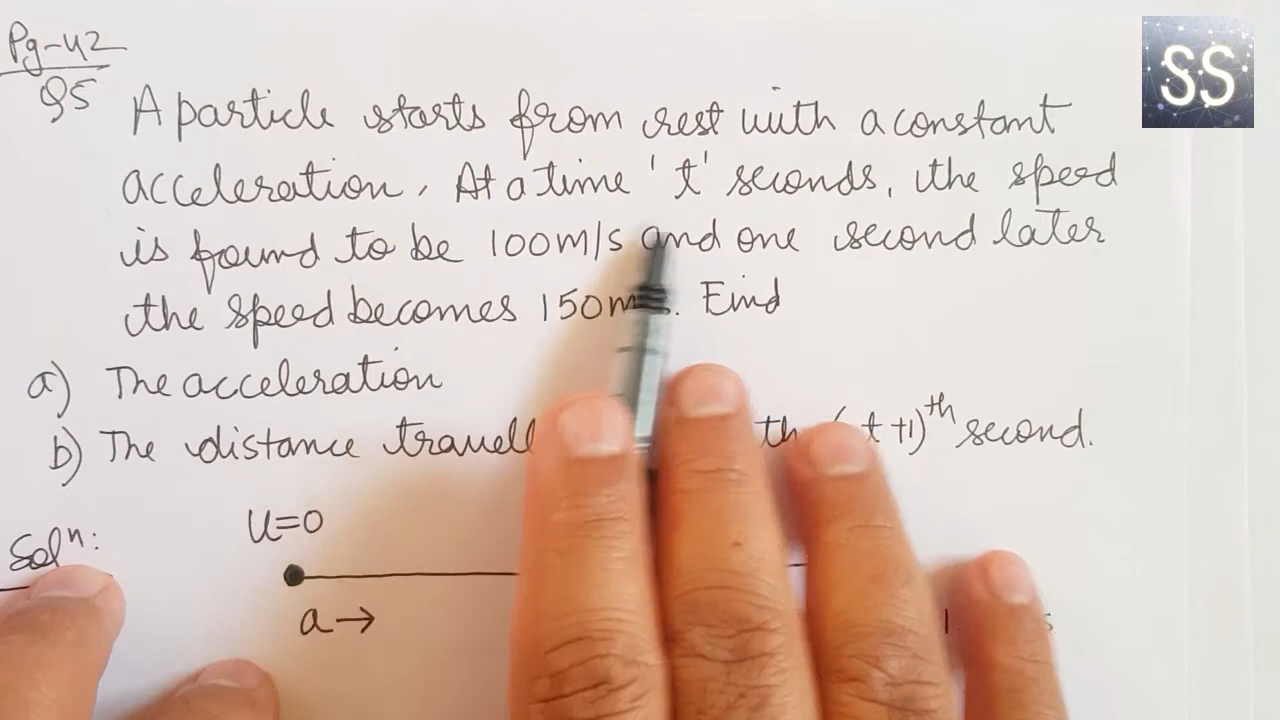 Pg-42
Q5
A particle starts from rest with a constant
acceleration. At a time 't' seconds, the speed
is found to be 100m/s and one second later
the speed becomes 150m. Find
a) The acceleration
b) The distance travell th (t+1)th second.
Solⁿ:
U=0
a→
SS